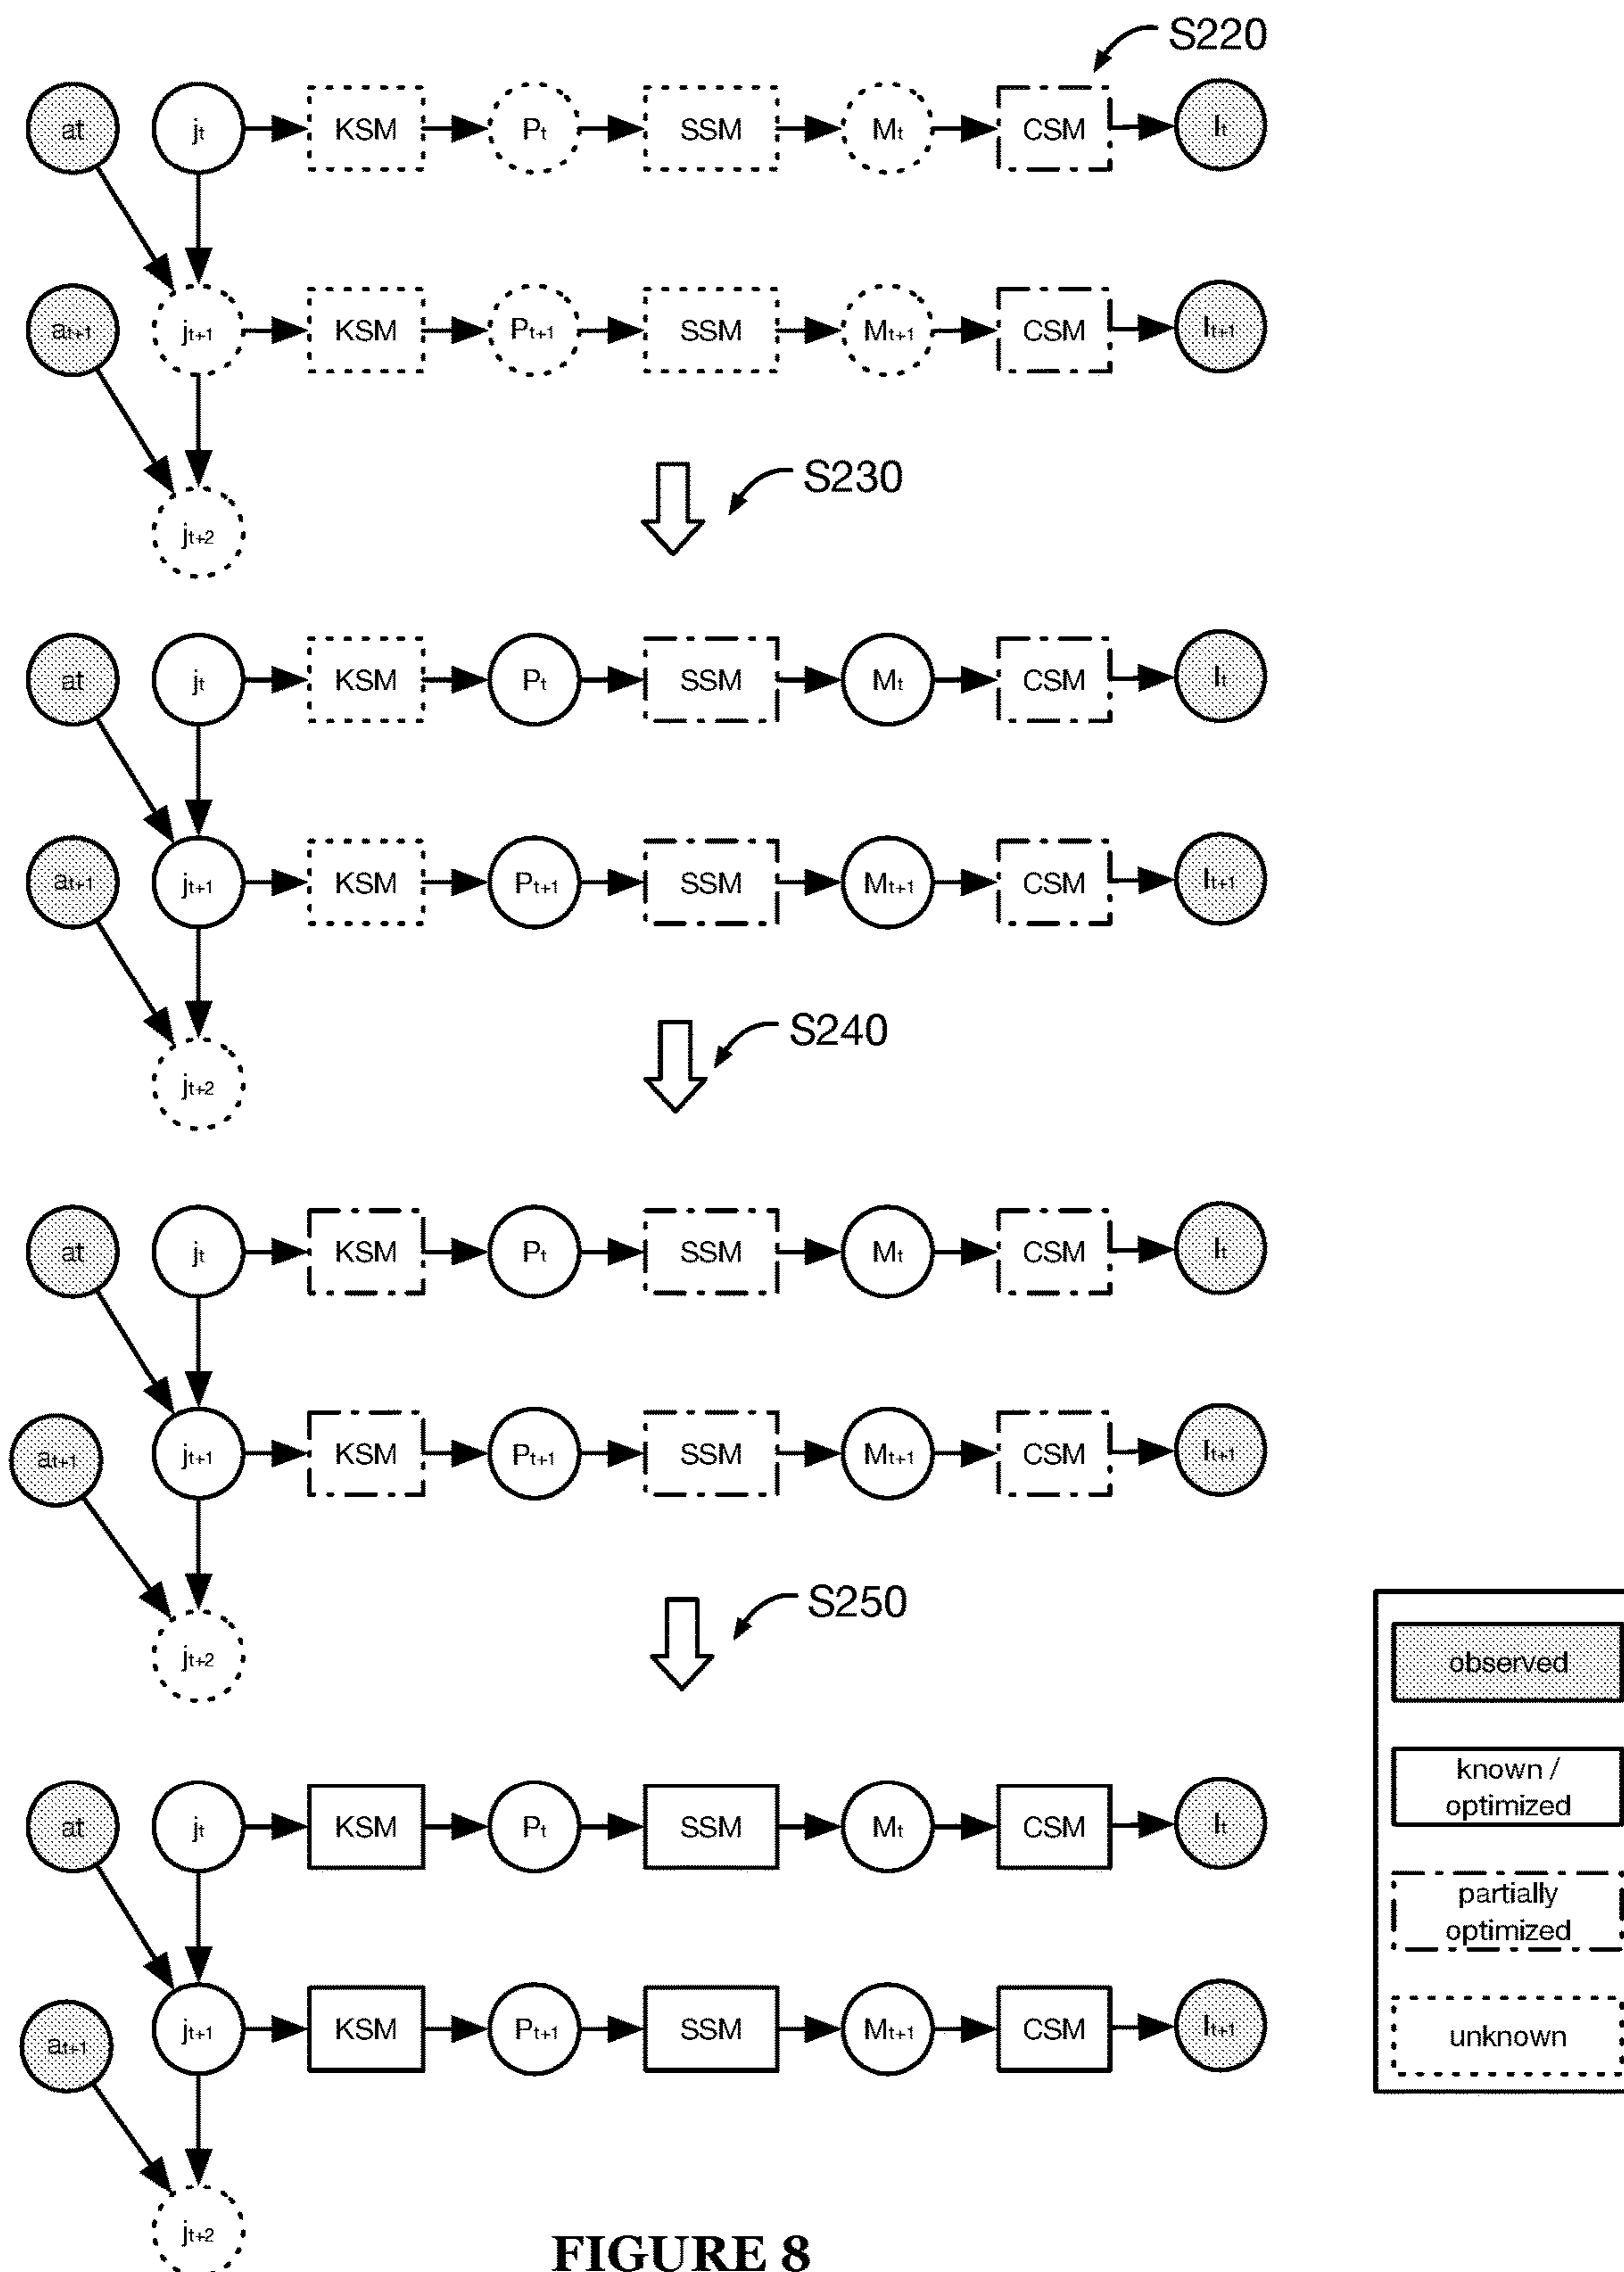 S220
at jt KSM Pt SSM Mt CSM It
at+1 jt+1 KSM Pt+1 SSM Mt+1 CSM It+1
S230
jt+2
at jt KSM Pt SSM Mt CSM It
at+1 jt+1 KSM Pt+1 SSM Mt+1 CSM It+1
S240
jt+2
at jt KSM Pt SSM Mt CSM It
at+1 jt+1 KSM Pt+1 SSM Mt+1 CSM It+1
S250
jt+2
at jt KSM Pt SSM Mt CSM It
at+1 jt+1 KSM Pt+1 SSM Mt+1 CSM It+1
jt+2
observed
known /
optimized
partially
optimized
unknown
FIGURE 8